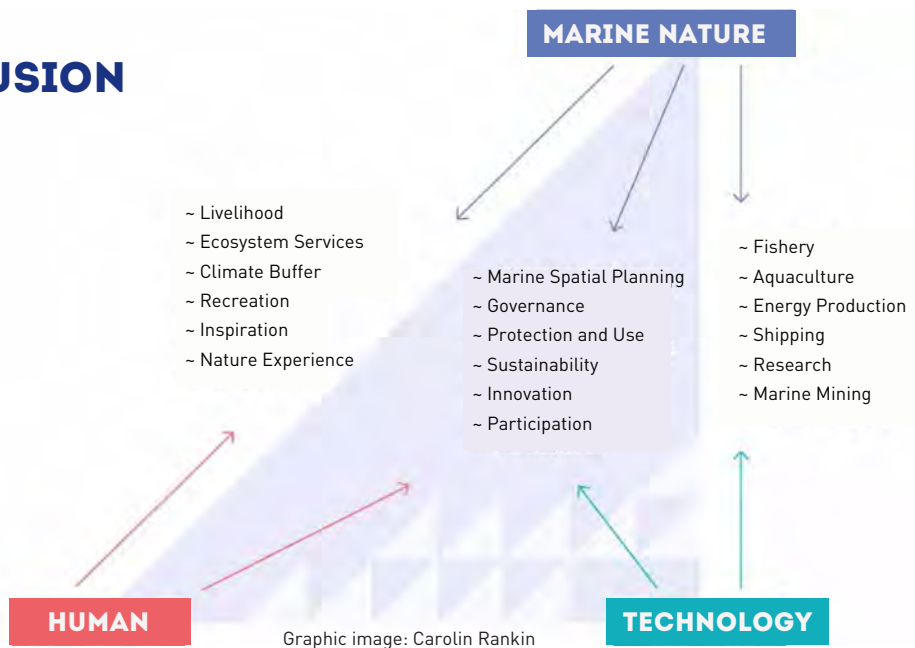 MARINE NATURE
USION
~ Livelihood
~ Ecosystem Services
~ Climate Buffer
~ Recreation
~ Inspiration
~ Nature Experience
~ Marine Spatial Planning
~ Governance
~ Protection and Use
~ Sustainability
~ Innovation
~ Participation
~ Fishery
~ Aquaculture
~ Energy Production
~ Shipping
~ Research
~ Marine Mining
HUMAN
TECHNOLOGY
Graphic image: Carolin Rankin